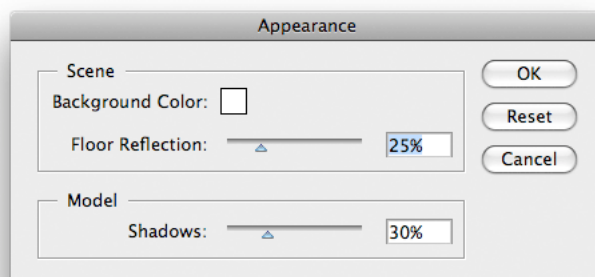 Appearance
Scene
Background Color:
Floor Reflection: 25%
Model
Shadows: 30%
OK
Reset
Cancel